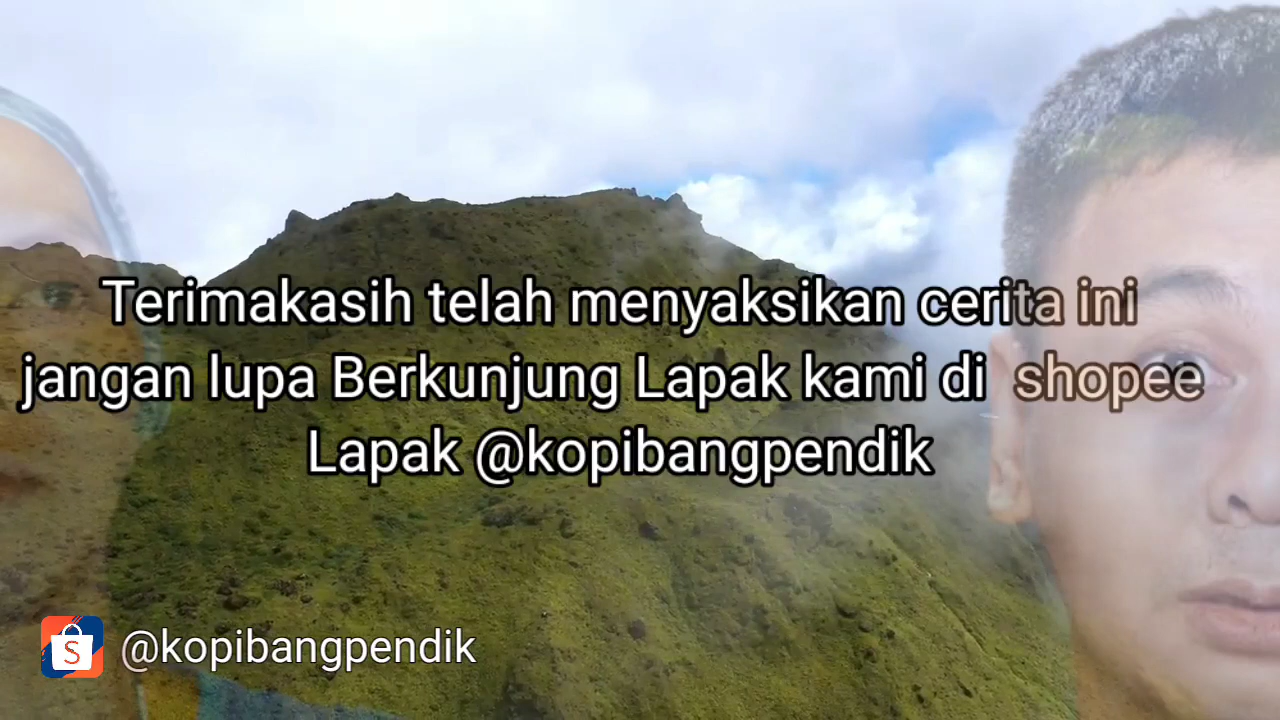 Terimakasih telah menyaksikan cerita ini
jangan lupa Berkunjung Lapak kami di shopee
Lapak @kopibangpendik
S
@kopibangpendik